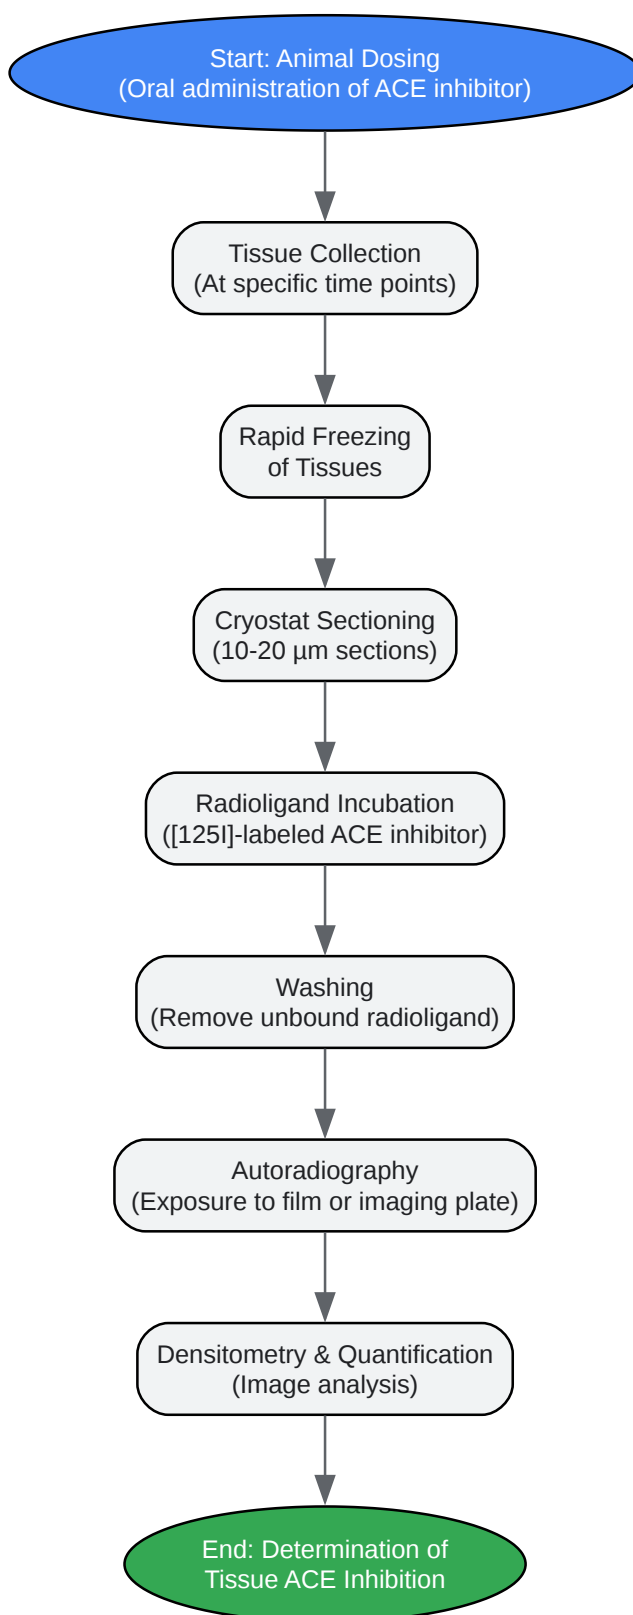 Start: Animal Dosing
(Oral administration of ACE inhibitor)
Tissue Collection
(At specific time points)
Rapid Freezing
of Tissues
Cryostat Sectioning
(10-20 µm sections)
Radioligand Incubation
([125I]-labeled ACE inhibitor)
Washing
(Remove unbound radioligand)
Autoradiography
(Exposure to film or imaging plate)
Densitometry & Quantification
(Image analysis)
End: Determination of
Tissue ACE Inhibition